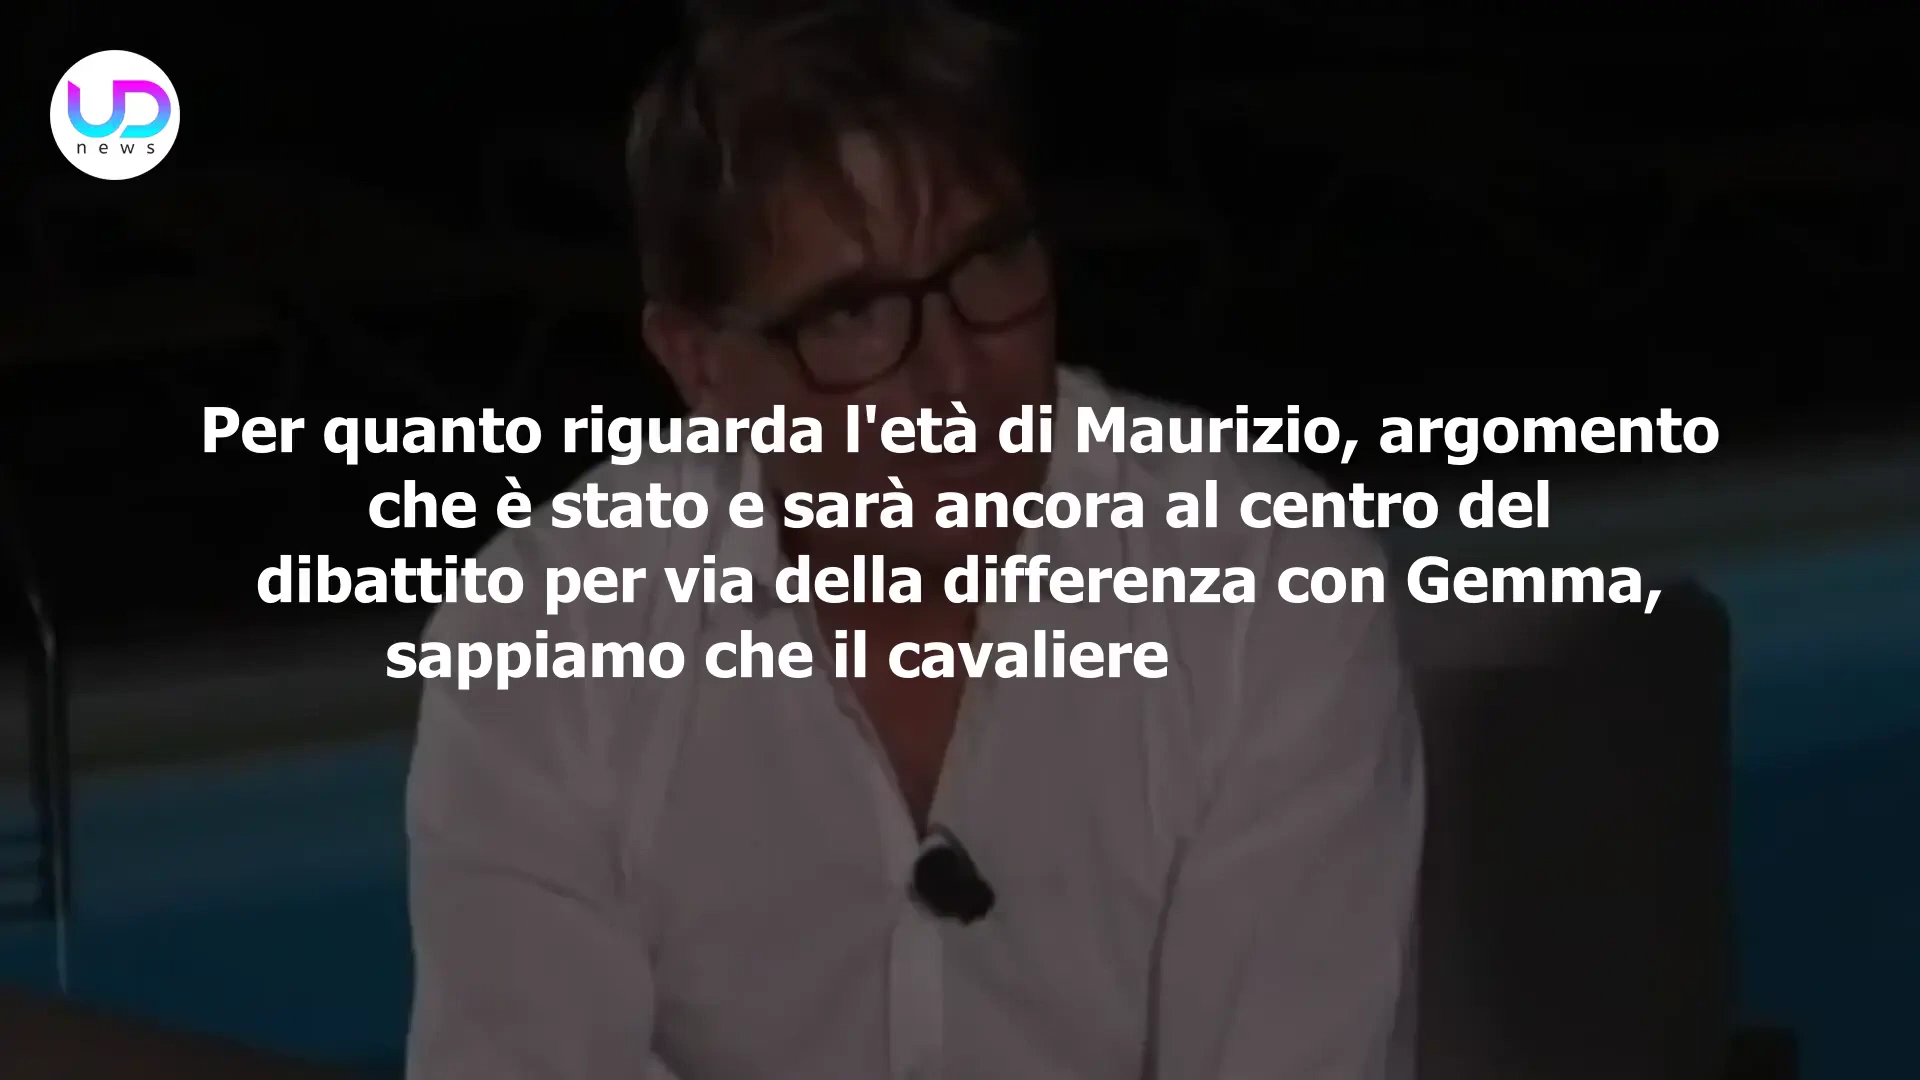 UD
news
Per quanto riguarda l'età di Maurizio, argomento
che è stato e sarà ancora al centro del
dibattito per via della differenza con Gemma,
sappiamo che il cavaliere